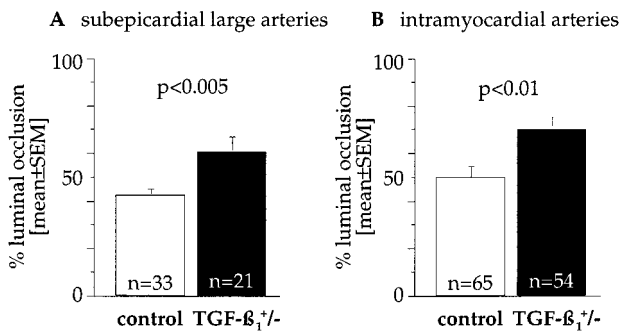 A subepicardial large arteries
% luminal occlusion
[mean±SEM]
100
50
0
p<0.005
n=33
n=21
control
TGF-ß₁⁺/-
B intramyocardial arteries
% luminal occlusion
[mean±SEM]
100
50
0
p<0.01
n=65
n=54
control
TGF-ß₁⁺/-